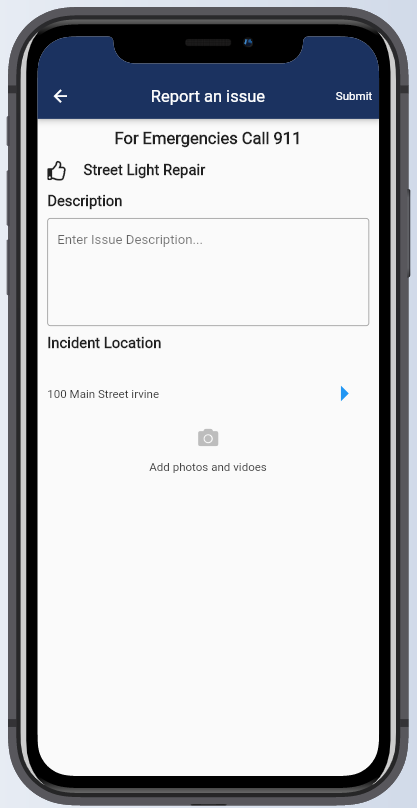 Report an issue
Submit
For Emergencies Call 911
Street Light Repair
Description
Enter Issue Description...
Incident Location
100 Main Street irvine
Add photos and vidoes